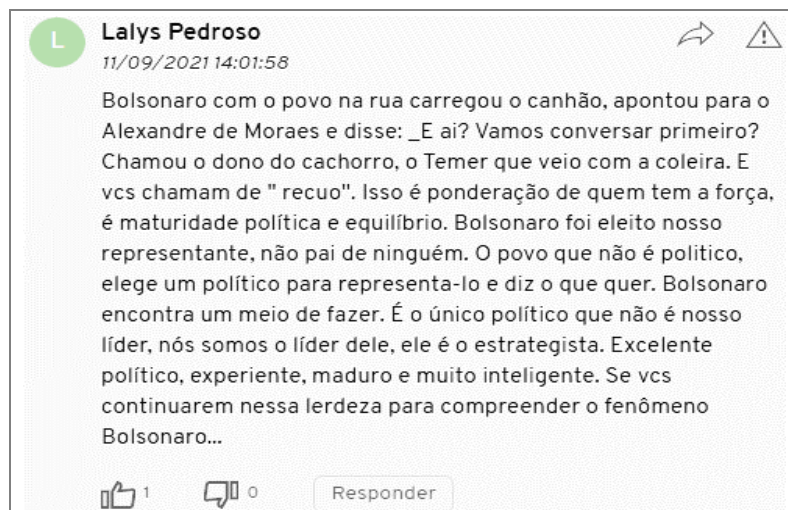 L
Lalys Pedroso
11/09/2021 14:01:58
Bolsonaro com o povo na rua carregou o canhão, apontou para o
Alexandre de Moraes e disse: _E ai? Vamos conversar primeiro?
Chamou o dono do cachorro, o Temer que veio com a coleira. E
vcs chamam de " recuo". Isso é ponderação de quem tem a força,
é maturidade política e equilíbrio. Bolsonaro foi eleito nosso
representante, não pai de ninguém. O povo que não é politico,
elege um político para representa-lo e diz o que quer. Bolsonaro
encontra um meio de fazer. É o único político que não é nosso
líder, nós somos o líder dele, ele é o estrategista. Excelente
político, experiente, maduro e muito inteligente. Se vcs
continuarem nessa lerdeza para compreender o fenômeno
Bolsonaro...
1 0 Responder